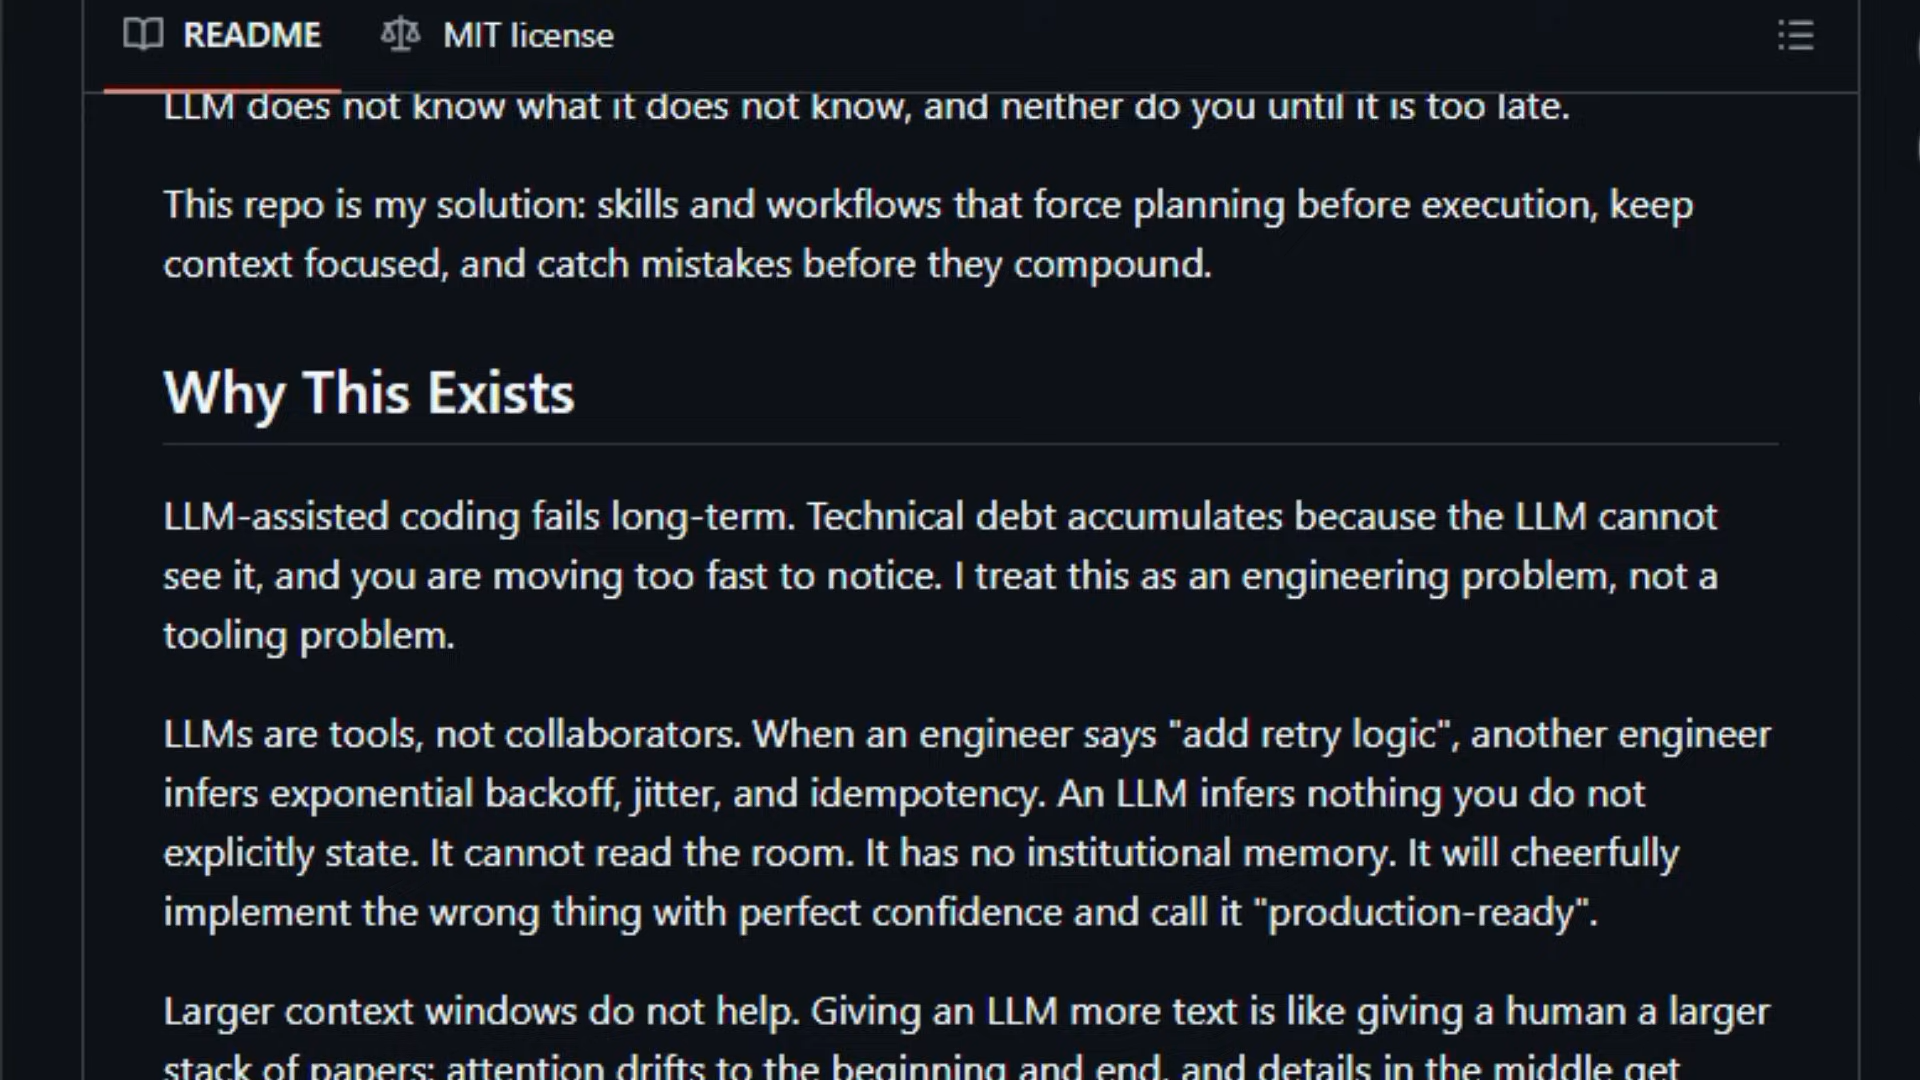 README
MIT license
LLM does not know what it does not know, and neither do you until it is too late.
This repo is my solution: skills and workflows that force planning before execution, keep
context focused, and catch mistakes before they compound.
Why This Exists
LLM-assisted coding fails long-term. Technical debt accumulates because the LLM cannot
see it, and you are moving too fast to notice. I treat this as an engineering problem, not a
tooling problem.
LLMs are tools, not collaborators. When an engineer says "add retry logic", another engineer
infers exponential backoff, jitter, and idempotency. An LLM infers nothing you do not
explicitly state. It cannot read the room. It has no institutional memory. It will cheerfully
implement the wrong thing with perfect confidence and call it "production-ready".
Larger context windows do not help. Giving an LLM more text is like giving a human a larger
stack of papers; attention drifts to the beginning and end, and details in the middle get